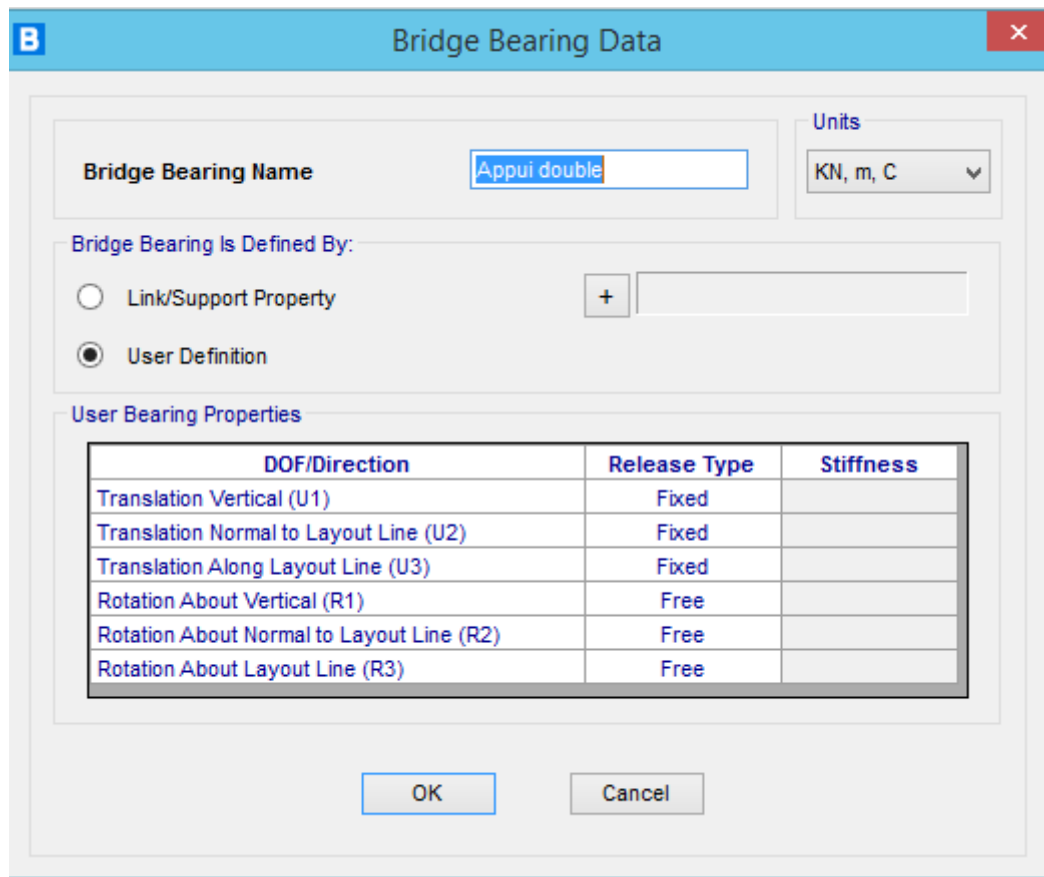 B
Bridge Bearing Data
×
Units
Bridge Bearing Name
Appui double
KN, m, C
Bridge Bearing Is Defined By:
Link/Support Property
+
User Definition
User Bearing Properties
DOF/Direction Release Type Stiffness
Translation Vertical (U1) Fixed
Translation Normal to Layout Line (U2) Fixed
Translation Along Layout Line (U3) Fixed
Rotation About Vertical (R1) Free
Rotation About Normal to Layout Line (R2) Free
Rotation About Layout Line (R3) Free
OK Cancel